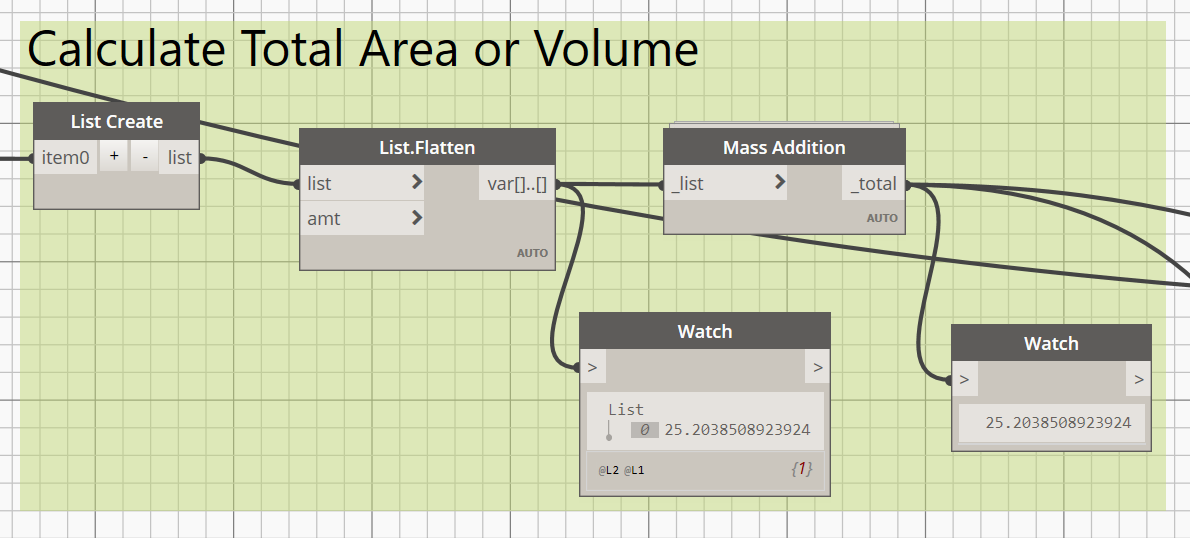 Calculate Total Area or Volume
List Create
item0 + - list
List.Flatten
list > var[]..[]
amt >
AUTO
Mass Addition
_list > _total
AUTO
Watch
> >
List
0 25.2038508923924
@L2 @L1 {1}
Watch
> >
25.2038508923924